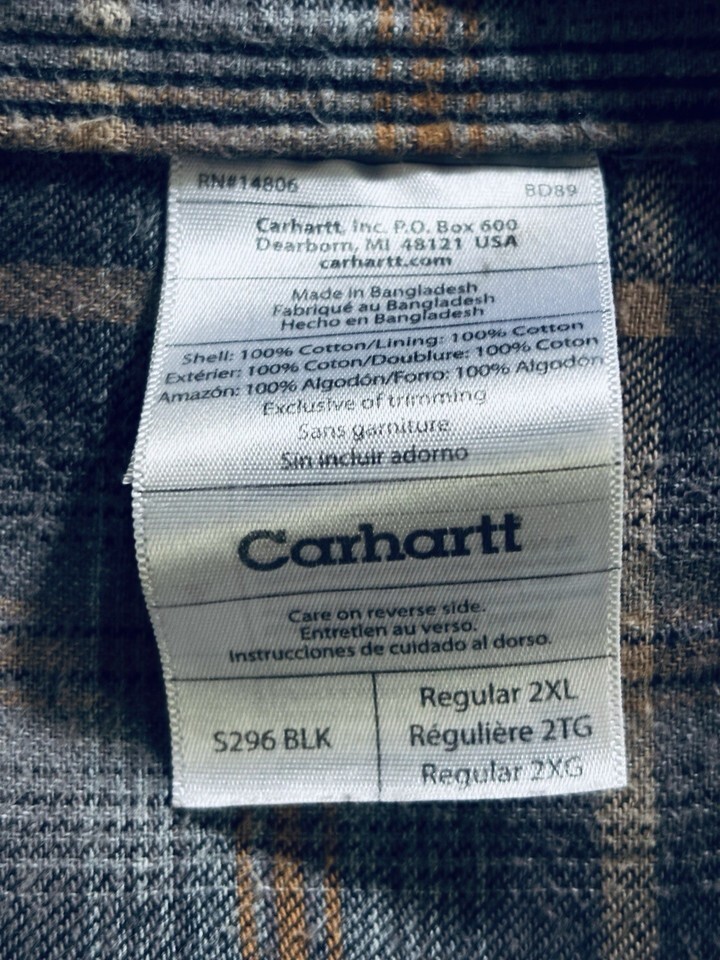 RN#14806 BD89
Carhartt, Inc. P.O. Box 600
Dearborn, MI 48121 USA
carhartt.com
Made in Bangladesh
Fabriqué au Bangladesh
Hecho en Bangladesh
Shell: 100% Cotton/Lining: 100% Cotton
Extérier: 100% Coton/Doublure: 100% Coton
Amazón: 100% Algodón/Forro: 100% Algodón
Exclusive of trimming
Sans garniture
Sin incluir adorno
Carhartt
Care on reverse side.
Entretien au verso.
Instrucciones de cuidado al dorso.
S296 BLK
Regular 2XL
Régulière 2TG
Regular 2XG